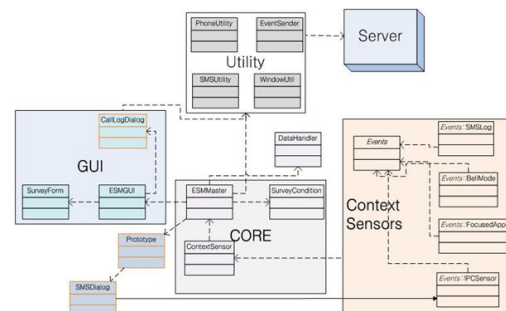 PhoneUtility
EventSender
Utility
SMSUtility
WindowUtil
Server
CallLogDialog
GUI
SurveyForm
ESMGUI
DataHandler
ESMMaster
SurveyCondition
CORE
ContextSensor
Prototype
SMSDialog
Events
Events::SMSLog
Events::BellMode
Context
Sensors
Events::FocusedApp
Events::IPCSensor